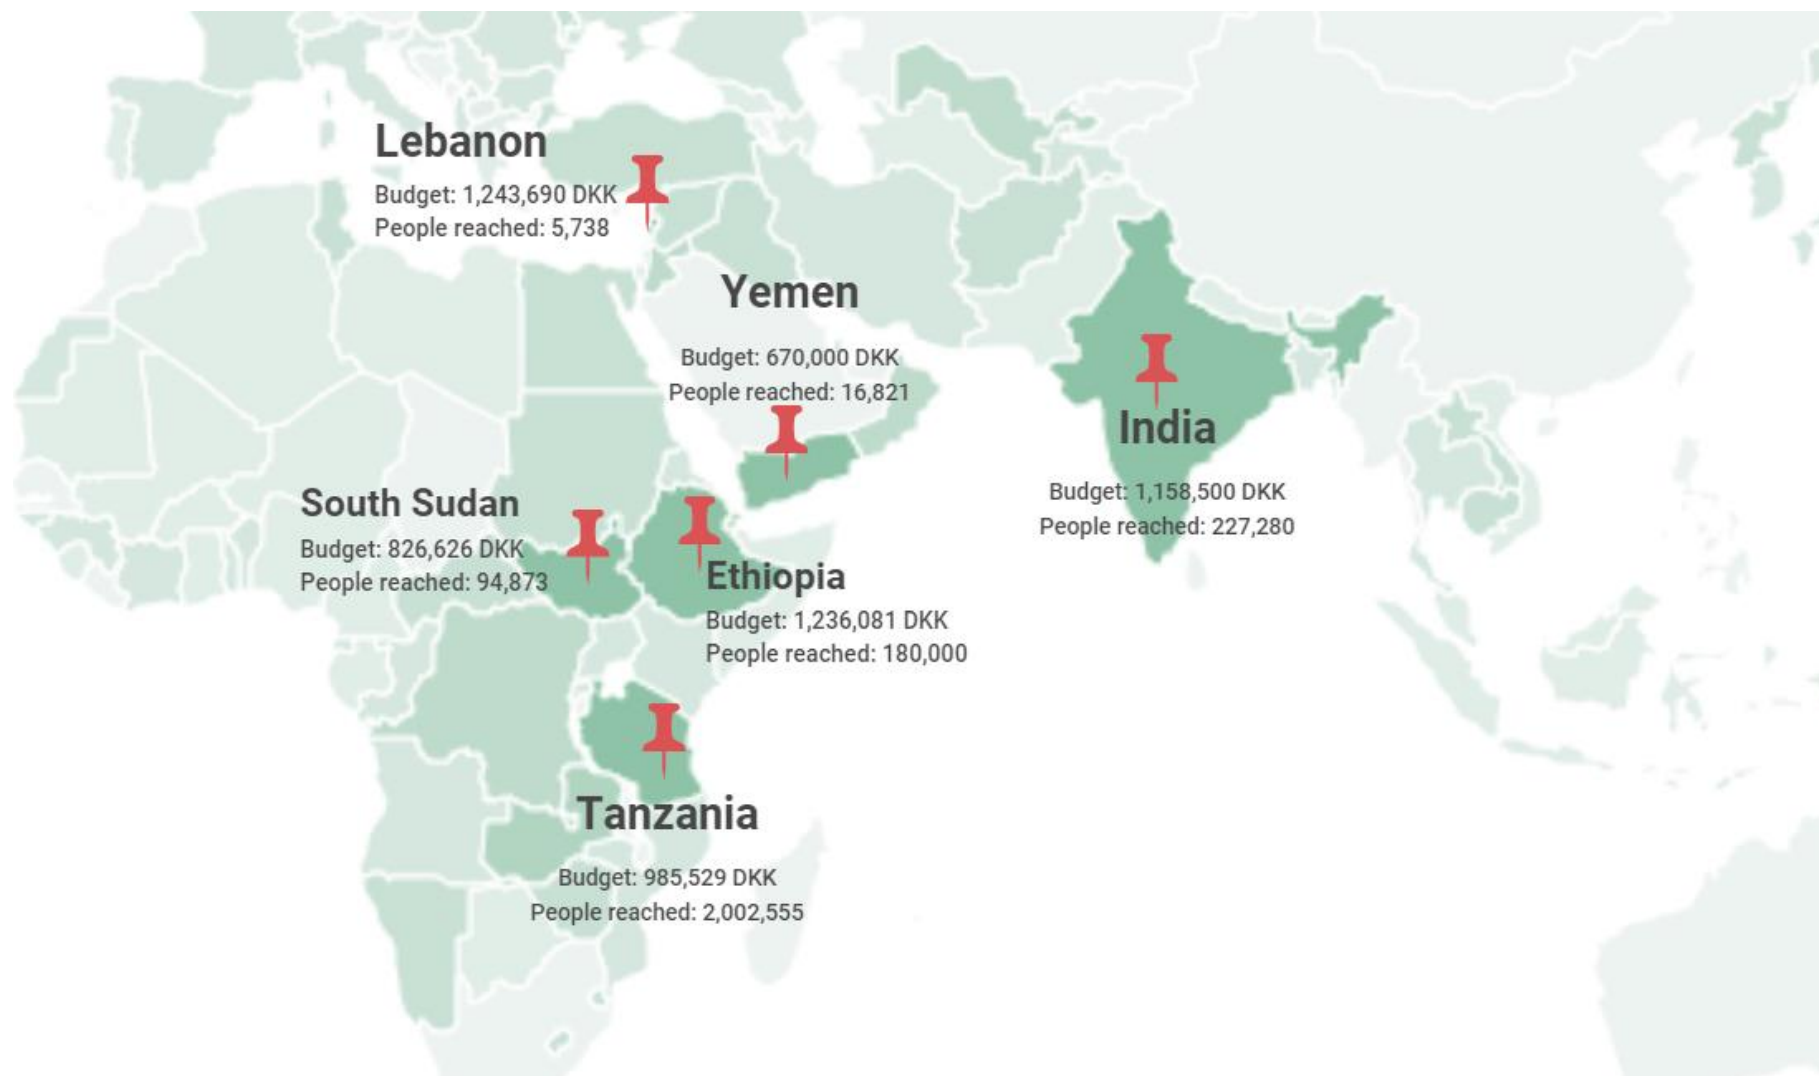 Lebanon
Budget: 1,243,690 DKK
People reached: 5,738
Yemen
Budget: 670,000 DKK
People reached: 16,821
India
Budget: 1,158,500 DKK
People reached: 227,280
South Sudan
Budget: 826,626 DKK
People reached: 94,873
Ethiopia
Budget: 1,236,081 DKK
People reached: 180,000
Tanzania
Budget: 985,529 DKK
People reached: 2,002,555